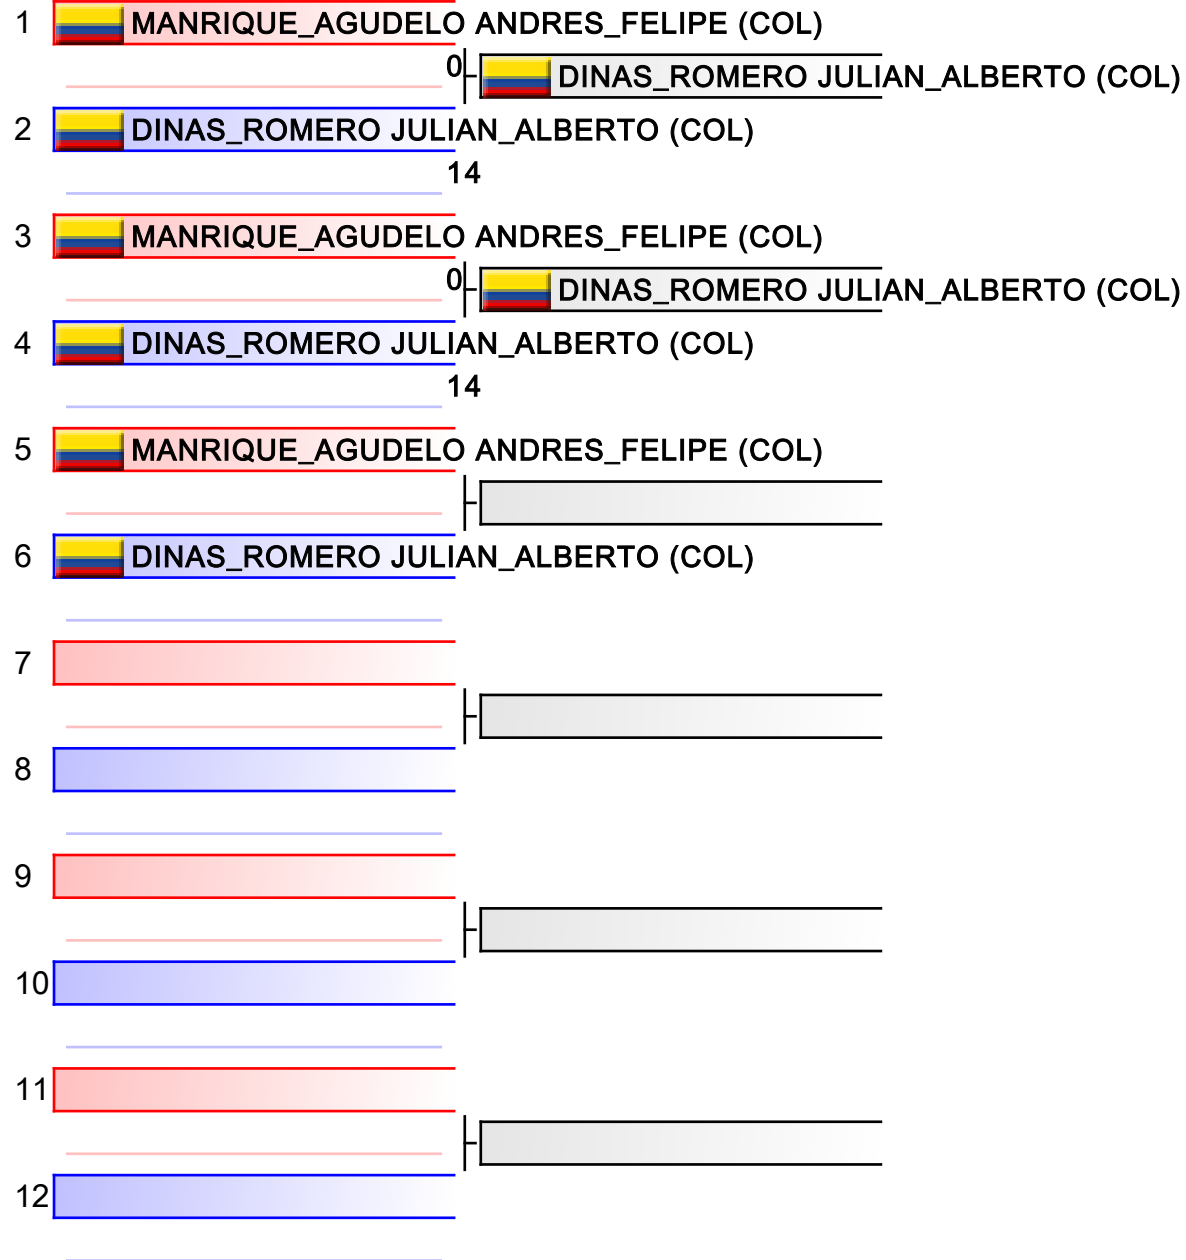 1 MANRIQUE_AGUDELO ANDRES_FELIPE (COL)
0 DINAS_ROMERO JULIAN_ALBERTO (COL)
2 DINAS_ROMERO JULIAN_ALBERTO (COL)
14
3 MANRIQUE_AGUDELO ANDRES_FELIPE (COL)
0 DINAS_ROMERO JULIAN_ALBERTO (COL)
4 DINAS_ROMERO JULIAN_ALBERTO (COL)
14
5 MANRIQUE_AGUDELO ANDRES_FELIPE (COL)
6 DINAS_ROMERO JULIAN_ALBERTO (COL)
7
8
9
10
11
12